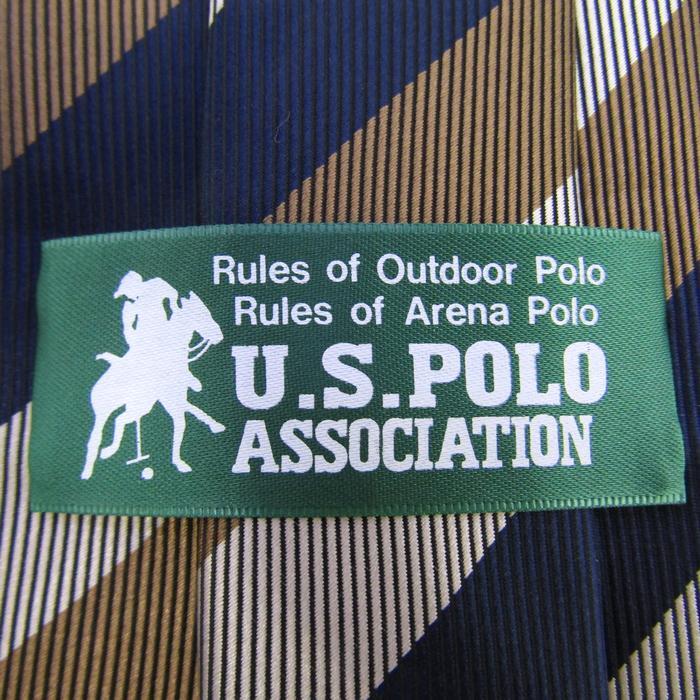 Rules of Outdoor Polo
Rules of Arena Polo
U.S.POLO
ASSOCIATION